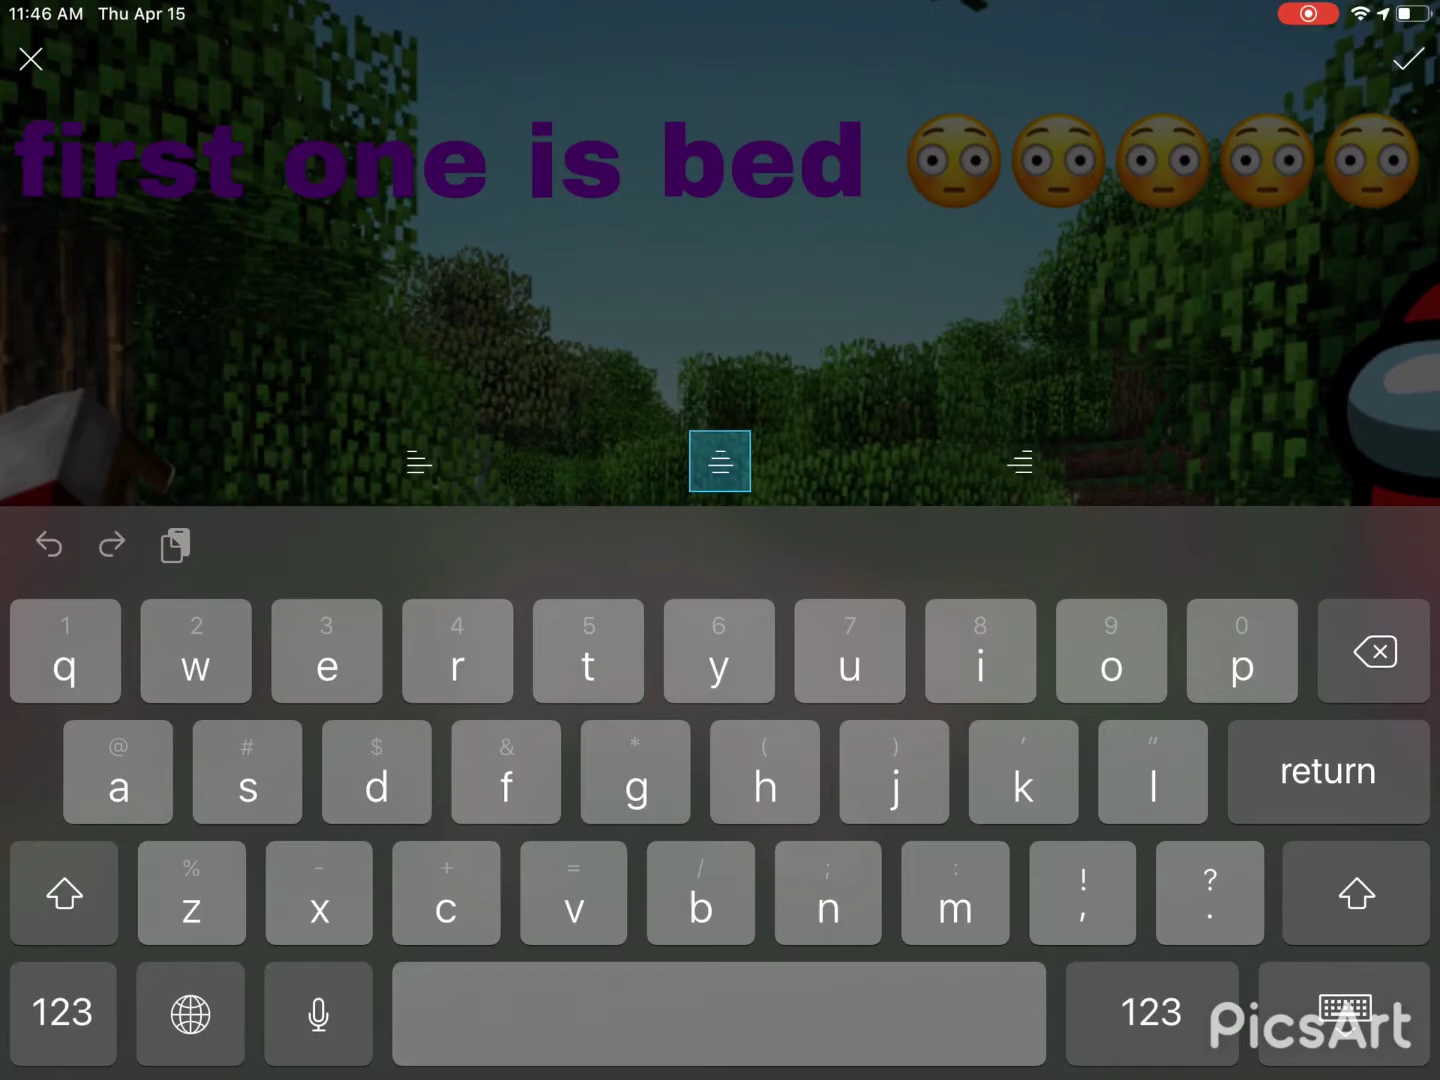 11:46 AM Thu Apr 15
first one is bed 😳😳😳😳😳
1 2 3 4 5 6 7 8 9 0
q w e r t y u i o p
@ # $ & * ( ) ' "
a s d f g h j k l return
% - + = / ; : ! ?
z x c v b n m , .
123 123 PicsArt